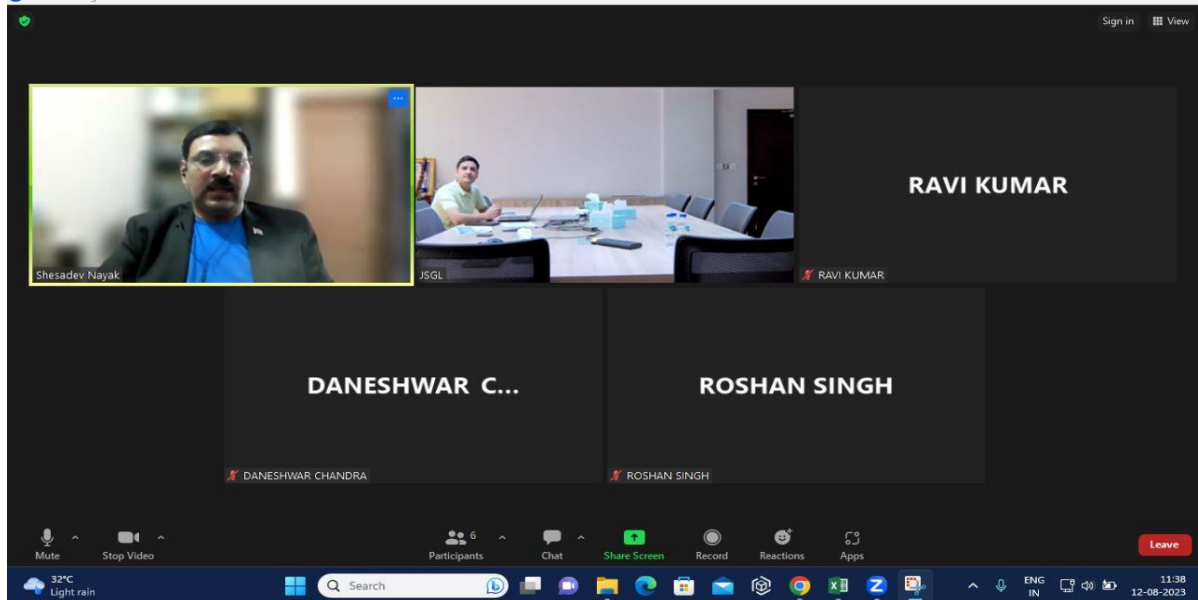 Sign in View
Shesadev Nayak
JSGL
RAVI KUMAR
RAVI KUMAR
DANESHWAR C...
DANESHWAR CHANDRA
ROSHAN SINGH
ROSHAN SINGH
Mute
Stop Video
6
Participants
Chat
Share Screen
Record
Reactions
Apps
Leave
32°C
Light rain
Search
ENG
IN
11:38
12-08-2023